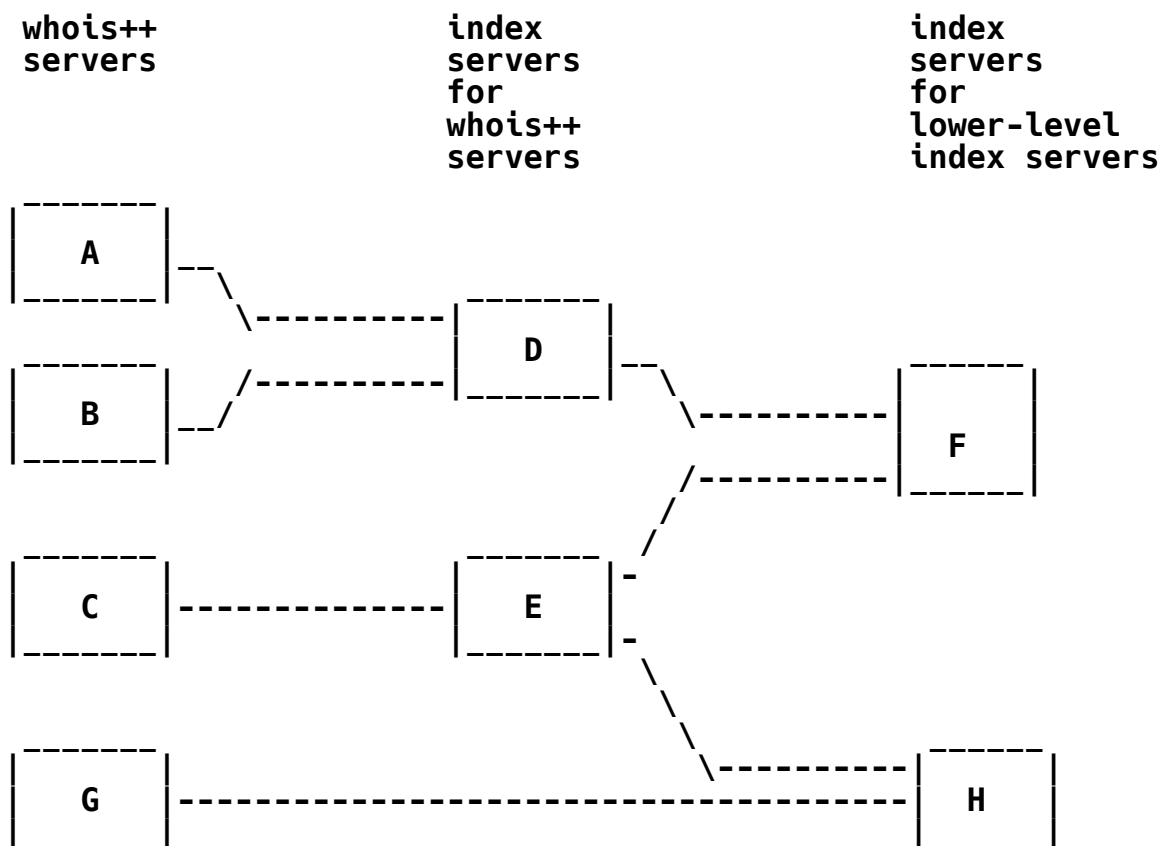 whois++ index index
servers servers servers
for for
whois++ lower-level
servers index servers
A
D
B
F
C E
G H